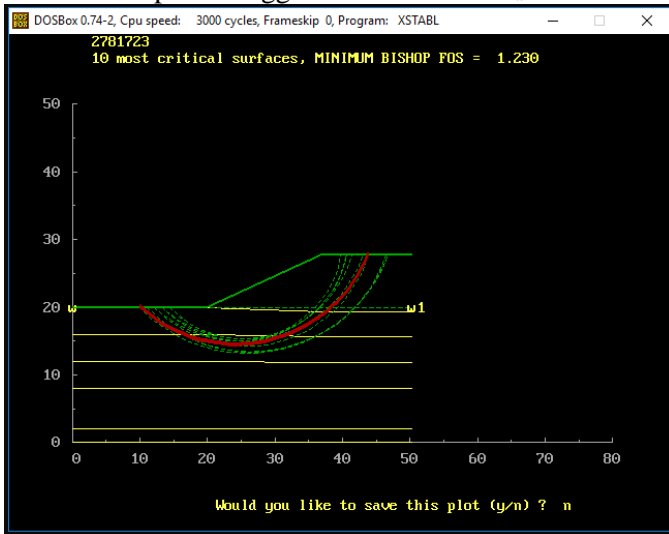 DOSBox 0.74-2, Cpu speed: 3000 cycles, Frameskip 0, Program: XSTABL
2781723
10 most critical surfaces, MINIMUM BISHOP FOS = 1.230
50
40
30
20
10
0
w
w1
0 10 20 30 40 50 60 70 80
Would you like to save this plot (y/n) ? n